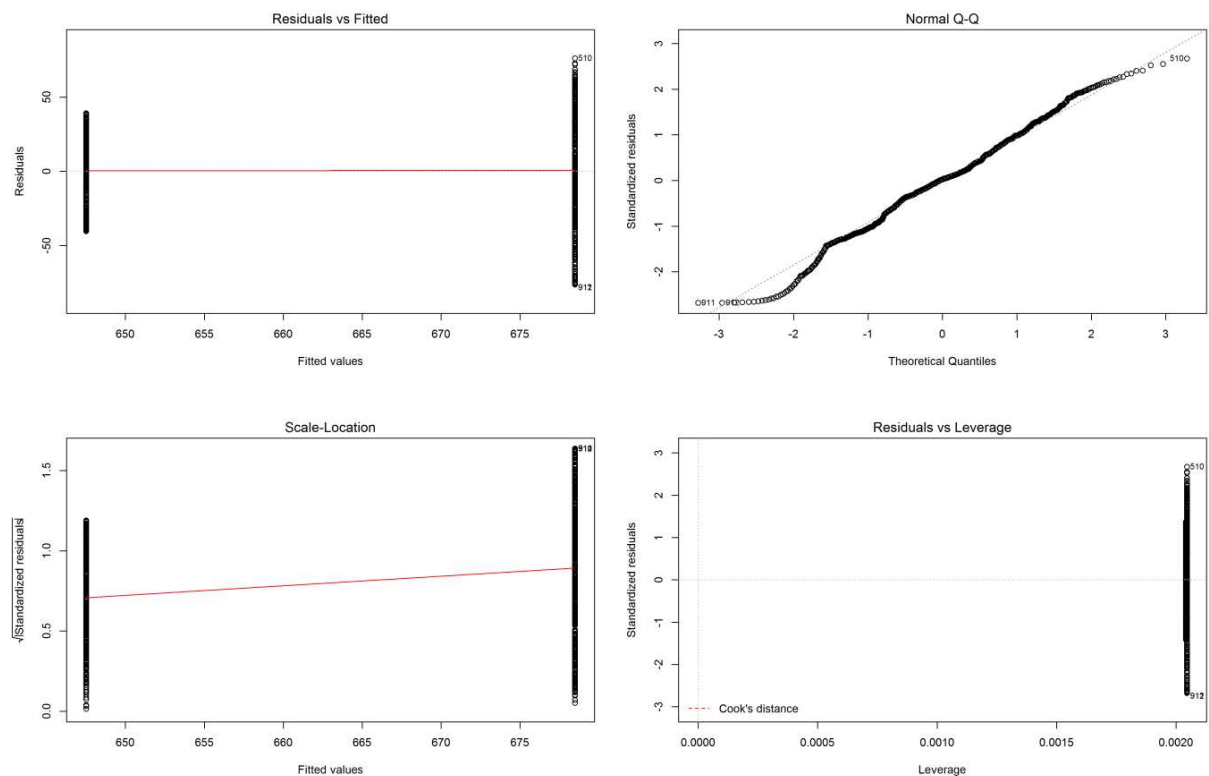 Residuals vs Fitted
Residuals
50
0
-50
510
911
912
650 655 660 665 670 675
Fitted values
Normal Q-Q
Standardized residuals
3
2
1
0
-1
-2
510
911
912
-3 -2 -1 0 1 2 3
Theoretical Quantiles
Scale-Location
√|Standardized residuals|
1.5
1.0
0.5
0.0
912
650 655 660 665 670 675
Fitted values
Residuals vs Leverage
Standardized residuals
3
2
1
0
-1
-2
-3
510
912
Cook's distance
0.0000 0.0005 0.0010 0.0015 0.0020
Leverage